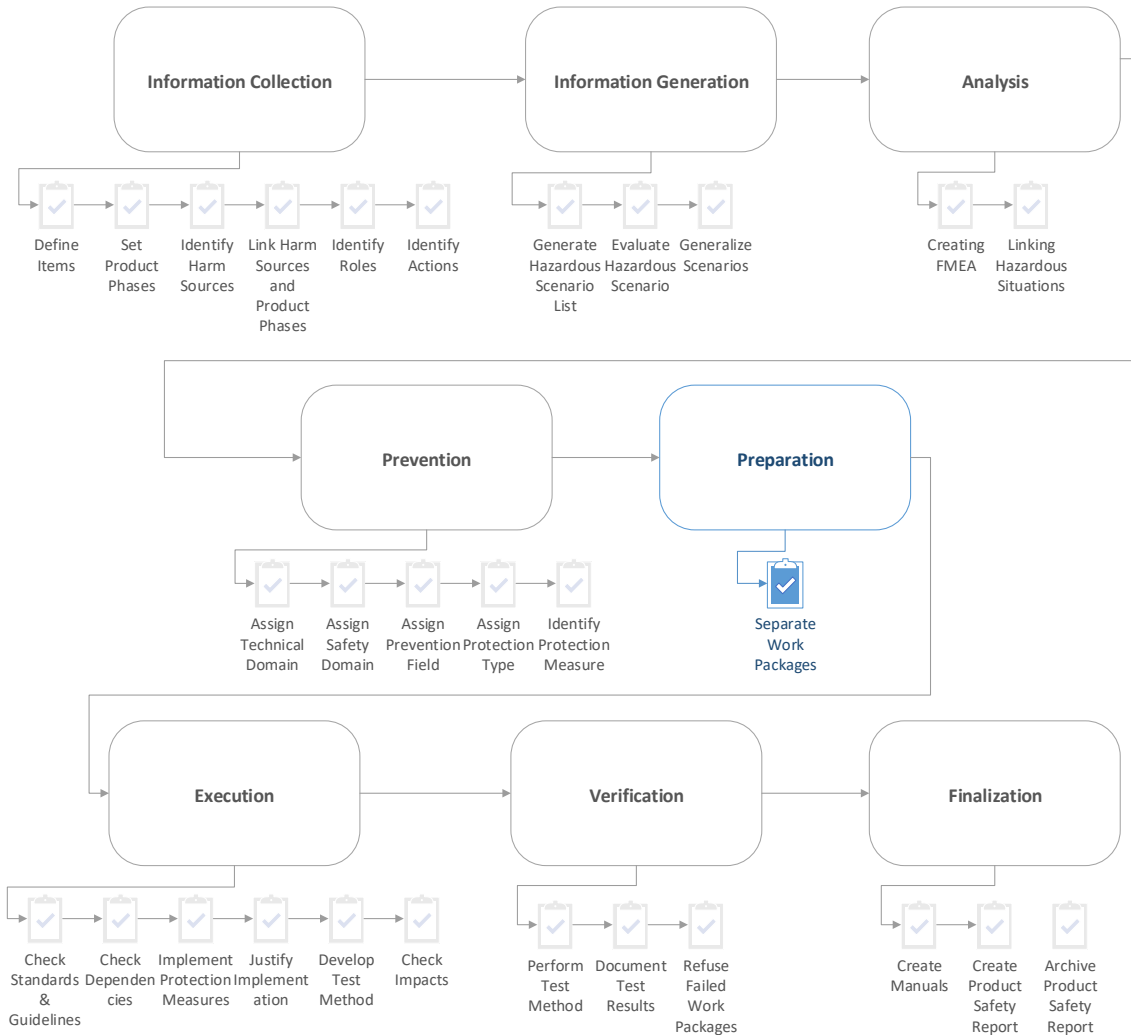 Information Collection
Information Generation
Analysis
Define
Items
Set
Product
Phases
Identify
Harm
Sources
Link Harm
Sources
and
Product
Phases
Identify
Roles
Identify
Actions
Generate
Hazardous
Scenario
List
Evaluate
Hazardous
Scenario
Generalize
Scenarios
Creating
FMEA
Linking
Hazardous
Situations
Prevention
Preparation
Assign
Technical
Domain
Assign
Safety
Domain
Assign
Prevention
Field
Assign
Protection
Type
Identify
Protection
Measure
Separate
Work
Packages
Execution
Verification
Finalization
Check
Standards
&
Guidelines
Check
Dependen
cies
Implement
Protection
Measures
Justify
Implement
ation
Develop
Test
Method
Check
Impacts
Perform
Test
Method
Document
Test
Results
Refuse
Failed
Work
Packages
Create
Manuals
Create
Product
Safety
Report
Archive
Product
Safety
Report